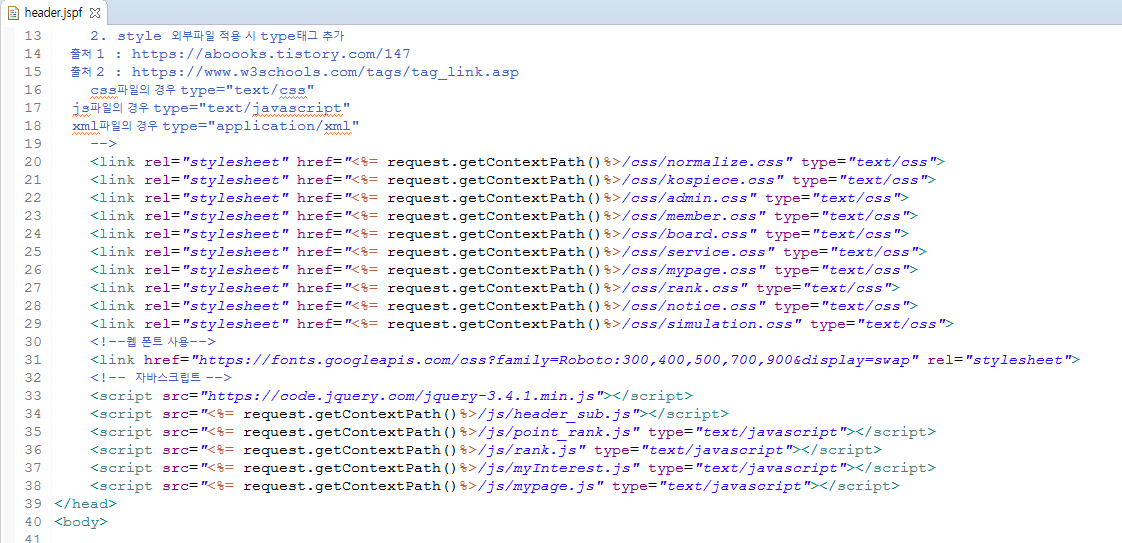 header.jspf
13 2. style 외부파일 적용 시 type태그 추가
14 출처 1 : https://aboooks.tistory.com/147
15 출처 2 : https://www.w3schools.com/tags/tag_link.asp
16 css파일의 경우 type="text/css"
17 js파일의 경우 type="text/javascript"
18 xml파일의 경우 type="application/xml"
19 -->
20 <link rel="stylesheet" href="<%= request.getContextPath()%>/css/normalize.css" type="text/css">
21 <link rel="stylesheet" href="<%= request.getContextPath()%>/css/kospiece.css" type="text/css">
22 <link rel="stylesheet" href="<%= request.getContextPath()%>/css/admin.css" type="text/css">
23 <link rel="stylesheet" href="<%= request.getContextPath()%>/css/member.css" type="text/css">
24 <link rel="stylesheet" href="<%= request.getContextPath()%>/css/board.css" type="text/css">
25 <link rel="stylesheet" href="<%= request.getContextPath()%>/css/service.css" type="text/css">
26 <link rel="stylesheet" href="<%= request.getContextPath()%>/css/mypage.css" type="text/css">
27 <link rel="stylesheet" href="<%= request.getContextPath()%>/css/rank.css" type="text/css">
28 <link rel="stylesheet" href="<%= request.getContextPath()%>/css/notice.css" type="text/css">
29 <link rel="stylesheet" href="<%= request.getContextPath()%>/css/simulation.css" type="text/css">
30 <!--웹 폰트 사용-->
31 <link href="https://fonts.googleapis.com/css?family=Roboto:300,400,500,700,900&display=swap" rel="stylesheet">
32 <!-- 자바스크립트 -->
33 <script src="https://code.jquery.com/jquery-3.4.1.min.js"></script>
34 <script src="<%= request.getContextPath()%>/js/header_sub.js"></script>
35 <script src="<%= request.getContextPath()%>/js/point_rank.js" type="text/javascript"></script>
36 <script src="<%= request.getContextPath()%>/js/rank.js" type="text/javascript"></script>
37 <script src="<%= request.getContextPath()%>/js/myInterest.js" type="text/javascript"></script>
38 <script src="<%= request.getContextPath()%>/js/mypage.js" type="text/javascript"></script>
39 </head>
40 <body>
41